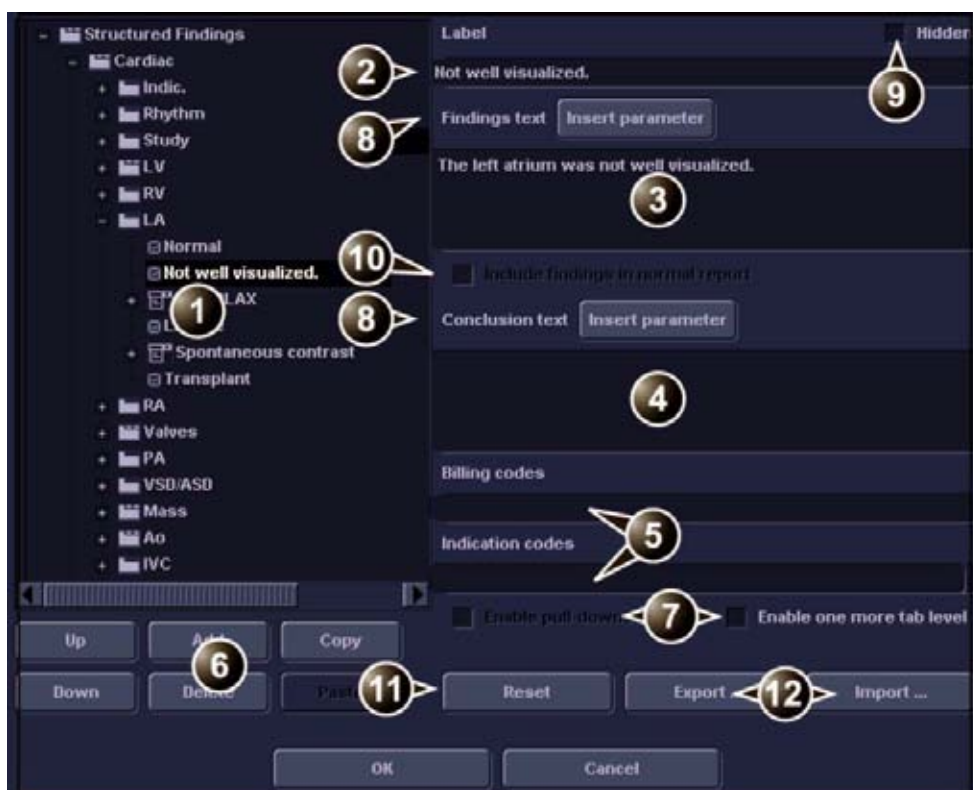 Structured Findings
Cardiac
Indic.
Rhythm
Study
LV
RV
LA
Normal
Not well visualized.
LAX
Spontaneous contrast
Transplant
RA
Valves
PA
VSD/ASD
Mass
Ao
IVC
1
Up
Copy
Down
6
Label
Hidden
2
Not well visualized.
9
8
Findings text
Insert parameter
The left atrium was not well visualized.
3
10
Include findings in normal report
8
Conclusion text
Insert parameter
4
Billing codes
5
Indication codes
Enable pull-down
7
Enable one more tab level
11
Reset
Export
12
Import ...
OK
Cancel